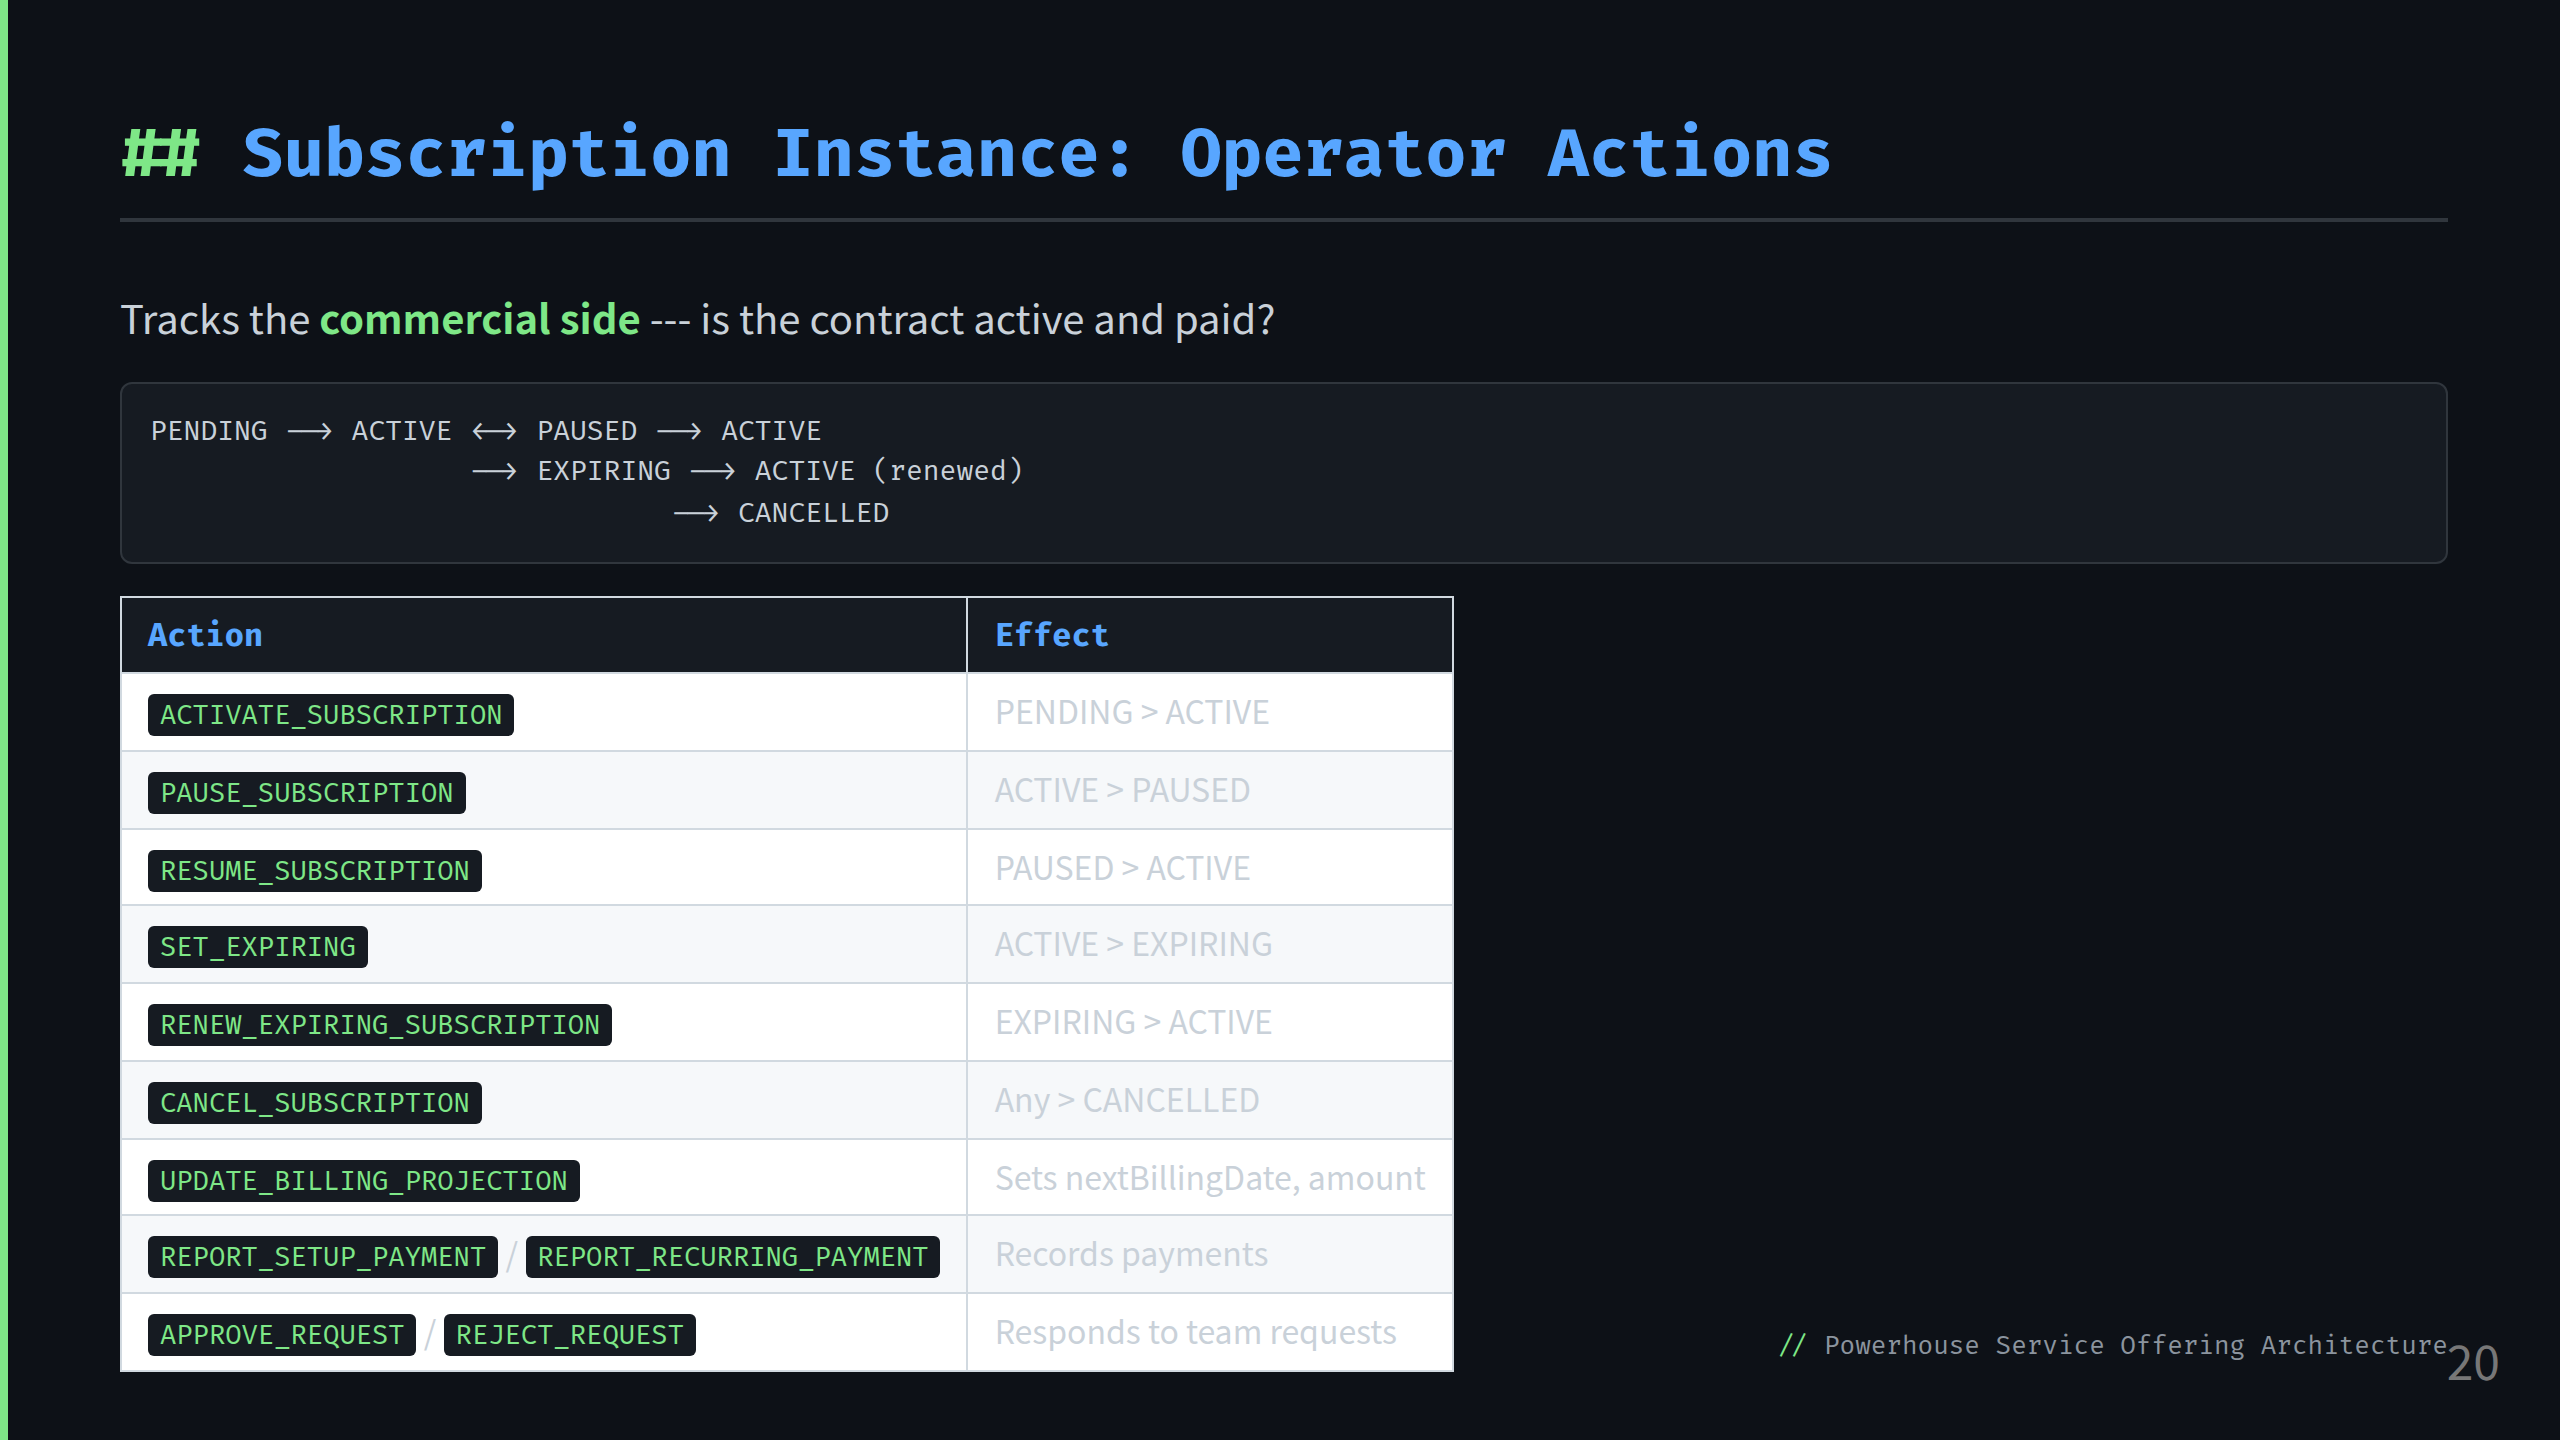 ## Subscription Instance: Operator Actions
Tracks the commercial side --- is the contract active and paid?
PENDING ⟶ ACTIVE ⟷ PAUSED ⟶ ACTIVE
⟶ EXPIRING ⟶ ACTIVE (renewed)
⟶ CANCELLED
Action Effect
ACTIVATE_SUBSCRIPTION PENDING > ACTIVE
PAUSE_SUBSCRIPTION ACTIVE > PAUSED
RESUME_SUBSCRIPTION PAUSED > ACTIVE
SET_EXPIRING ACTIVE > EXPIRING
RENEW_EXPIRING_SUBSCRIPTION EXPIRING > ACTIVE
CANCEL_SUBSCRIPTION Any > CANCELLED
UPDATE_BILLING_PROJECTION Sets nextBillingDate, amount
REPORT_SETUP_PAYMENT / REPORT_RECURRING_PAYMENT Records payments
APPROVE_REQUEST / REJECT_REQUEST Responds to team requests
// Powerhouse Service Offering Architecture
20